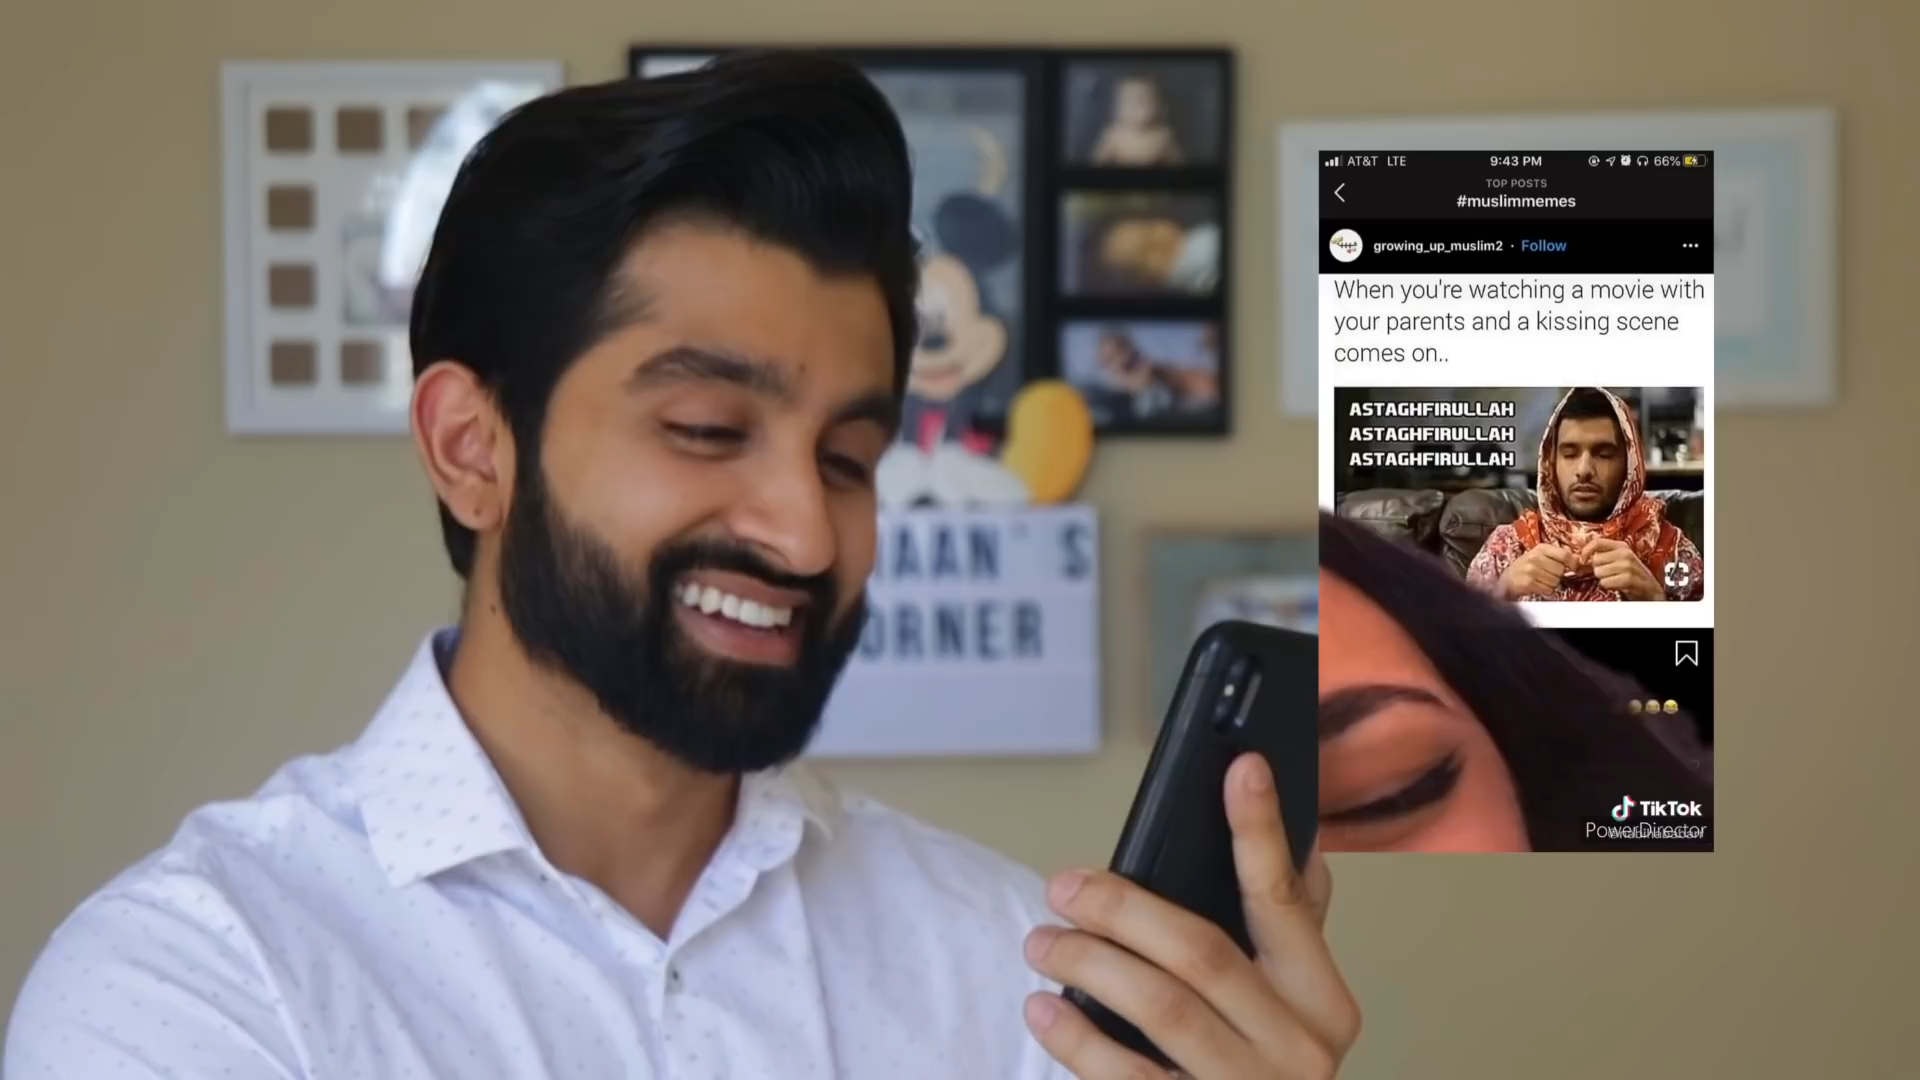 AAN'S
ORNER
AT&T LTE 9:43 PM 66%
TOP POSTS
#muslimmemes
growing_up_muslim2 · Follow
When you're watching a movie with
your parents and a kissing scene
comes on..
ASTAGHFIRULLAH
ASTAGHFIRULLAH
ASTAGHFIRULLAH
TikTok
PowerDirector